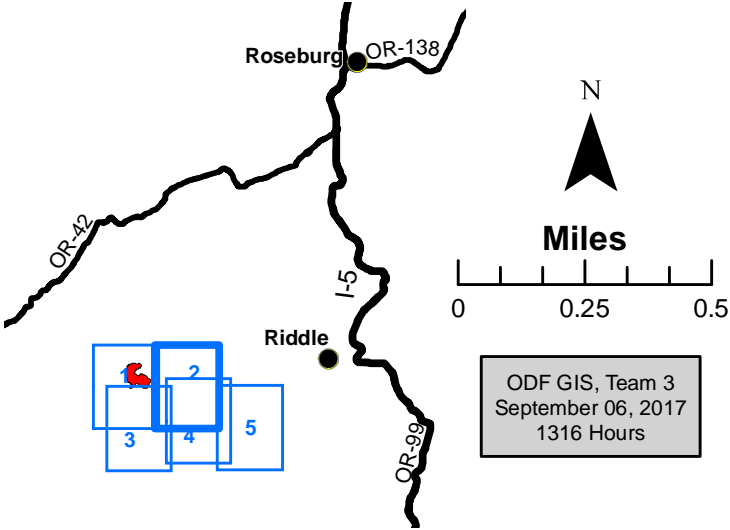 Roseburg
OR-138
N
OR-42
Miles
I-5
0 0.25 0.5
Riddle
1 2
3 4 5
ODF GIS, Team 3
September 06, 2017
1316 Hours
OR-99